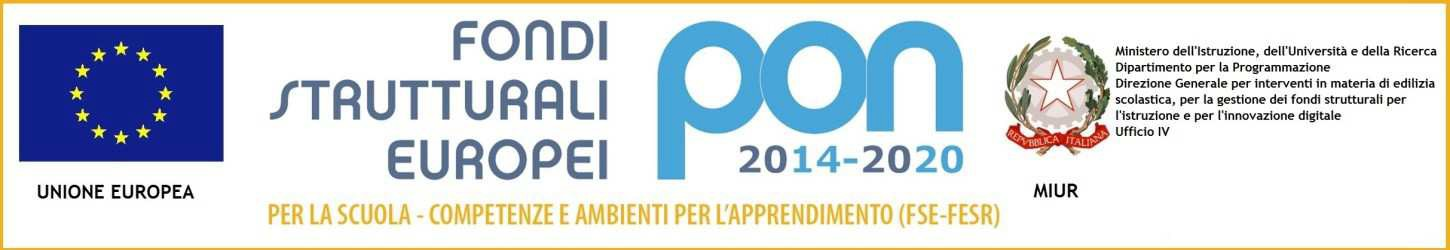 UNIONE EUROPEA
FONDI
STRUTTURALI
EUROPEI
pon
2014-2020
PER LA SCUOLA - COMPETENZE E AMBIENTI PER L'APPRENDIMENTO (FSE-FESR)
REPVBBLICA ITALIANA
MIUR
Ministero dell'Istruzione, dell'Università e della Ricerca
Dipartimento per la Programmazione
Direzione Generale per interventi in materia di edilizia
scolastica, per la gestione dei fondi strutturali per
l'istruzione e per l'innovazione digitale
Ufficio IV